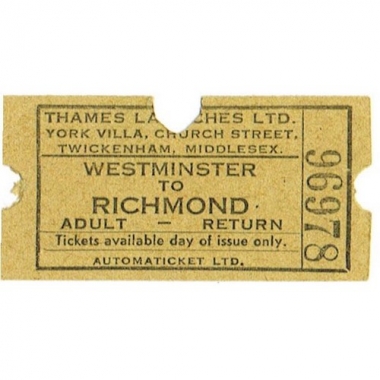 THAMES LA CHES LTD.
YORK VILLA, CHURCH STREET,
TWICKENHAM, MIDDLESEX.
WESTMINSTER
TO
RICHMOND
ADULT — RETURN
Tickets available day of issue only.
AUTOMATICKET LTD.
96978